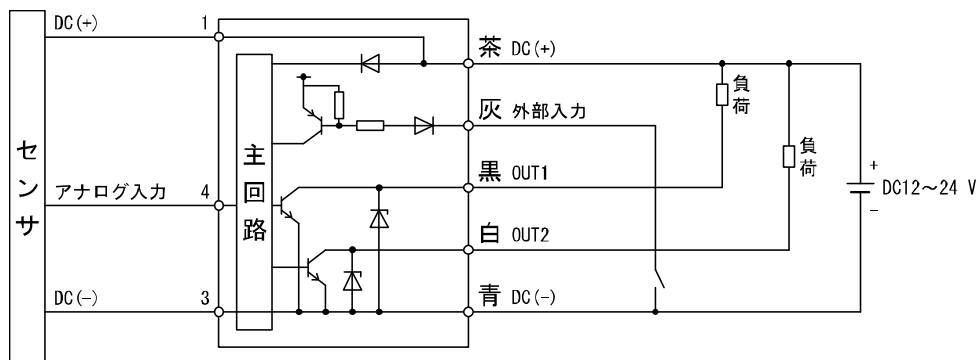 センサ
DC(+)
1
アナログ入力
4
DC(-)
3
主回路
茶 DC(+)
灰 外部入力
黒 OUT1
白 OUT2
青 DC(-)
負荷
負荷
+
DC12～24 V
-